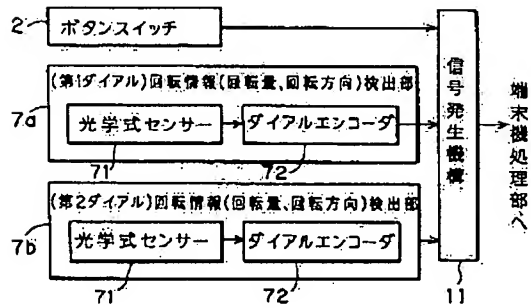 2
ボタンスイッチ
(第1ダイアル)回転情報(回転量、回転方向)検出部
7a
光学式センサー
ダイアルエンコーダ
71
72
(第2ダイアル)回転情報(回転量、回転方向)検出部
7b
光学式センサー
ダイアルエンコーダ
71
72
信号発生機構
11
端末機処理部へ